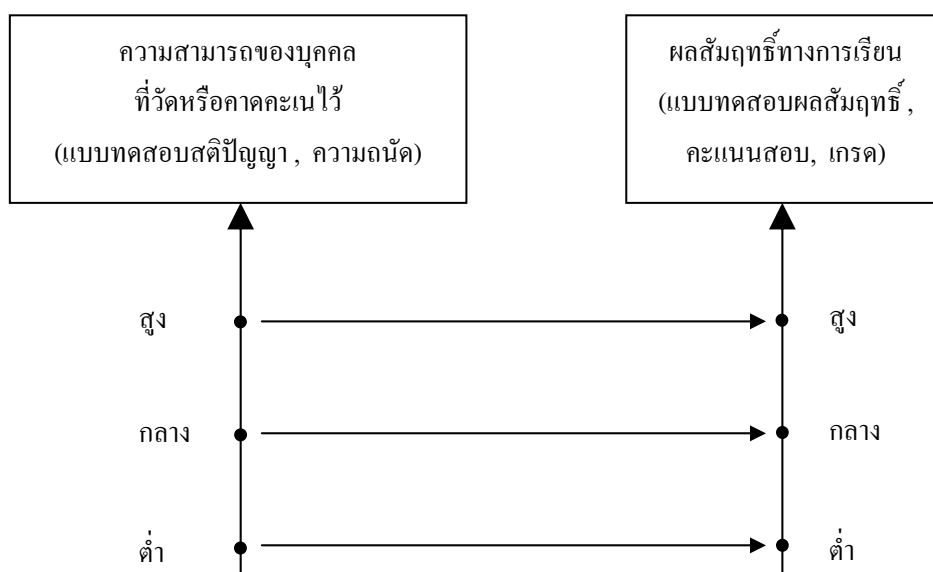 ความสามารถของบุคคล
ที่วัดหรือคาดคะเนไว้
(แบบทดสอบสติปัญญา , ความถนัด)
ผลสัมฤทธิ์ทางการเรียน
(แบบทดสอบผลสัมฤทธิ์ ,
คะแนนสอบ, เกรด)
สูง
สูง
กลาง
กลาง
ต่ำ
ต่ำ